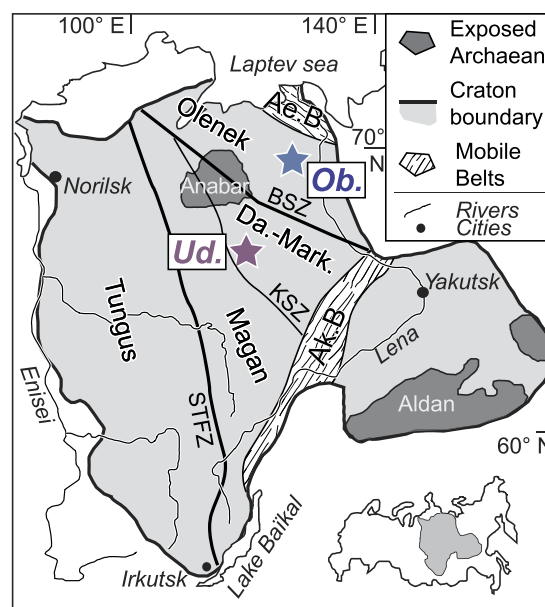 100° E
140° E
Laptev sea
Exposed
Archaean
Craton
boundary
Mobile
Belts
Rivers
Cities
Ae.B
Olenek
70°
N
Ob.
Norilsk
Anabar
BSZ
Da.-Mark.
Ud.
Yakutsk
KSZ
Tungus
Magan
Ak.B
Lena
Enisei
STFZ
Aldan
60° N
Lake Baïkal
Irkutsk